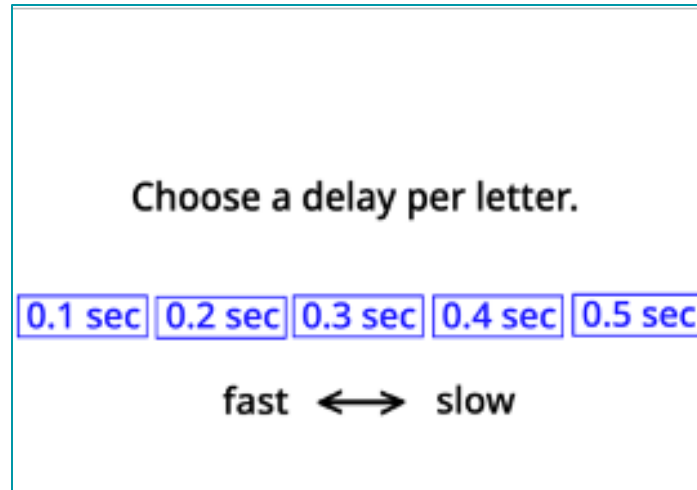 Choose a delay per letter.
0.1 sec 0.2 sec 0.3 sec 0.4 sec 0.5 sec
fast ⟷ slow